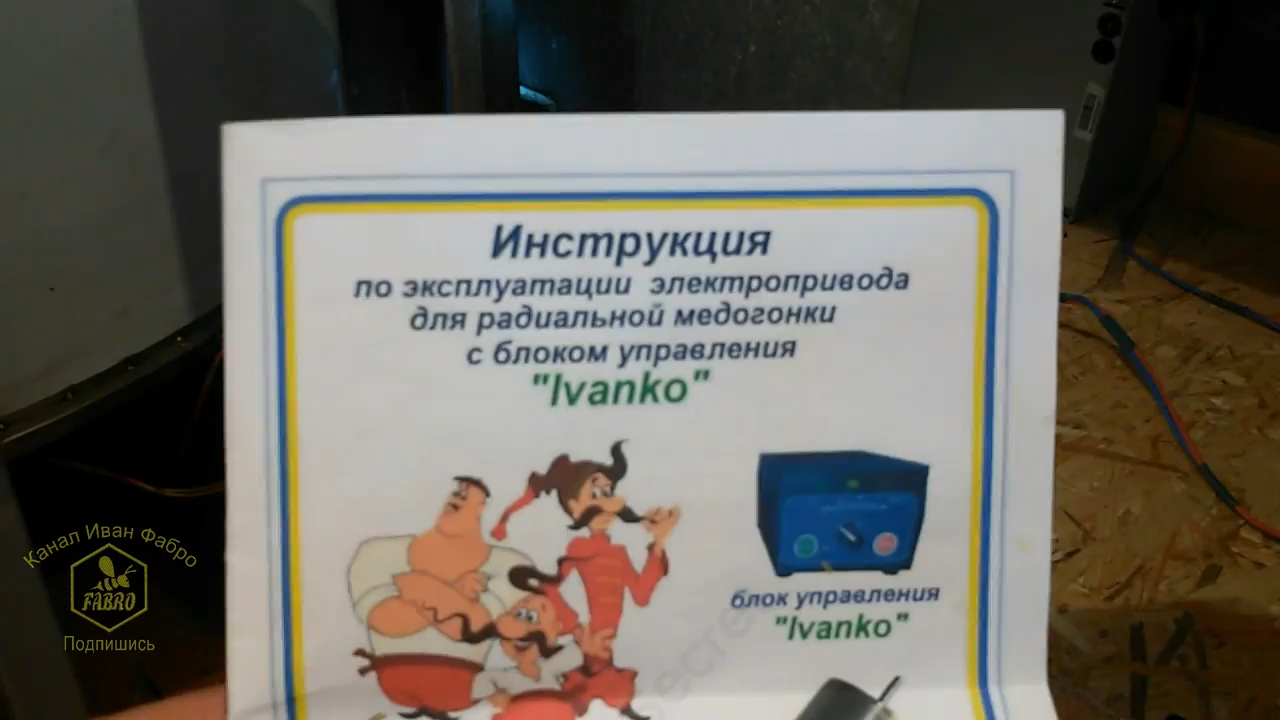 Инструкция
по эксплуатации электропривода
для радиальной медогонки
с блоком управления
"Ivanko"
блок управления
"Ivanko"
Канал Иван Фабро
FABRO
Подпишись